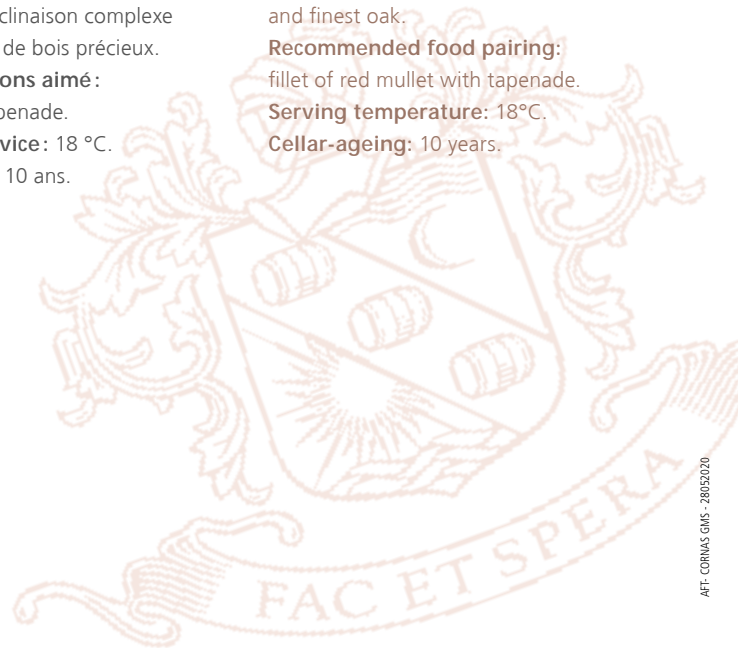 clinaison complexe
de bois précieux.
ons aimé :
penade.
vice : 18 °C.
10 ans.
and finest oak.
Recommended food pairing:
fillet of red mullet with tapenade.
Serving temperature: 18°C.
Cellar-ageing: 10 years.
FAC ET SPERA
AFT- CORNAS GMS - 28052020